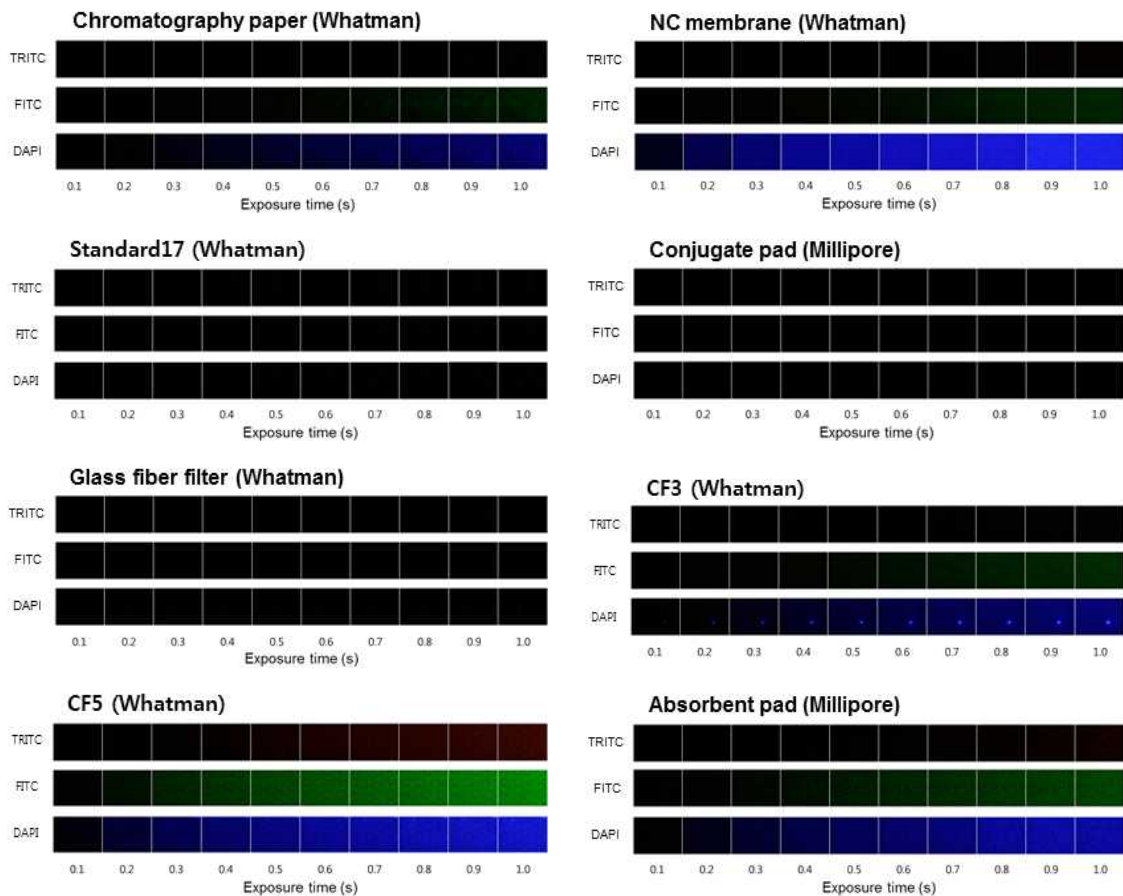 Chromatography paper (Whatman)
TRITC
FITC
DAPI
0.1 0.2 0.3 0.4 0.5 0.6 0.7 0.8 0.9 1.0
Exposure time (s)
NC membrane (Whatman)
TRITC
FITC
DAPI
0.1 0.2 0.3 0.4 0.5 0.6 0.7 0.8 0.9 1.0
Exposure time (s)
Standard17 (Whatman)
TRITC
FITC
DAPI
0.1 0.2 0.3 0.4 0.5 0.6 0.7 0.8 0.9 1.0
Exposure time (s)
Conjugate pad (Millipore)
TRITC
FITC
DAPI
0.1 0.2 0.3 0.4 0.5 0.6 0.7 0.8 0.9 1.0
Exposure time (s)
Glass fiber filter (Whatman)
TRITC
FITC
DAPI
0.1 0.2 0.3 0.4 0.5 0.6 0.7 0.8 0.9 1.0
Exposure time (s)
CF3 (Whatman)
TRITC
FITC
DAPI
0.1 0.2 0.3 0.4 0.5 0.6 0.7 0.8 0.9 1.0
Exposure time (s)
CF5 (Whatman)
TRITC
FITC
DAPI
0.1 0.2 0.3 0.4 0.5 0.6 0.7 0.8 0.9 1.0
Exposure time (s)
Absorbent pad (Millipore)
TRITC
FITC
DAPI
0.1 0.2 0.3 0.4 0.5 0.6 0.7 0.8 0.9 1.0
Exposure time (s)